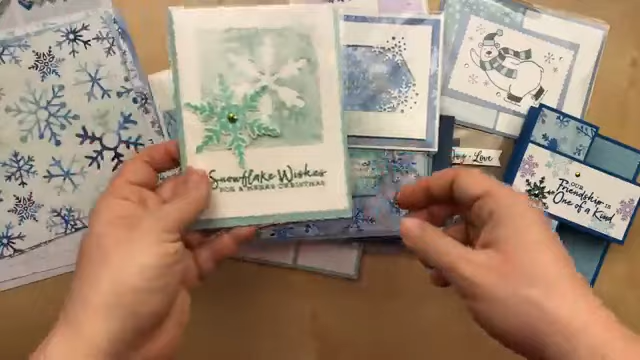 Snowflake Wishes
FOR A MERRY CHRISTMAS
Love
OUR
Friendship IS
One of a Kind